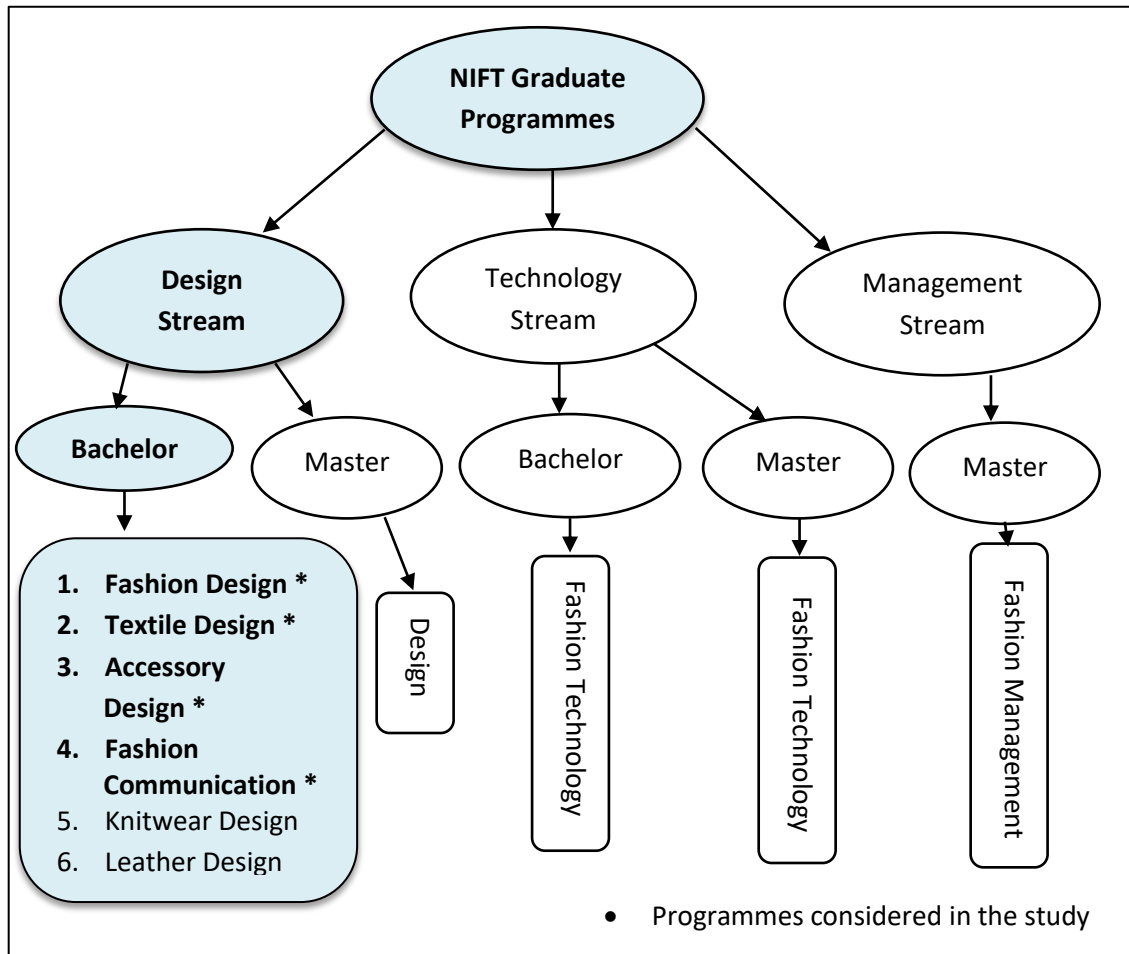 NIFT Graduate
Programmes
Design
Stream
Technology
Stream
Management
Stream
Bachelor
Master
Bachelor
Master
Master
1. Fashion Design *
2. Textile Design *
3. Accessory
Design *
4. Fashion
Communication *
5. Knitwear Design
6. Leather Design
Design
Fashion Technology
Fashion Technology
Fashion Management
• Programmes considered in the study